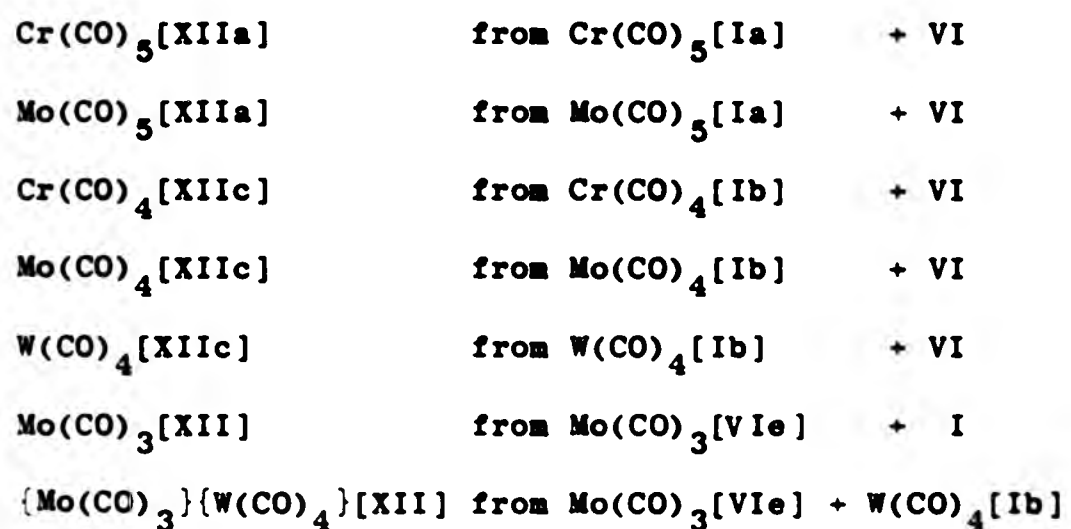 Cr(CO)5[XIIa] from Cr(CO)5[Ia] + VI
Mo(CO)5[XIIa] from Mo(CO)5[Ia] + VI
Cr(CO)4[XIIc] from Cr(CO)4[Ib] + VI
Mo(CO)4[XIIc] from Mo(CO)4[Ib] + VI
W(CO)4[XIIc] from W(CO)4[Ib] + VI
Mo(CO)3[XII] from Mo(CO)3[VIe] + I
{Mo(CO)3}{W(CO)4}[XII] from Mo(CO)3[VIe] + W(CO)4[Ib]